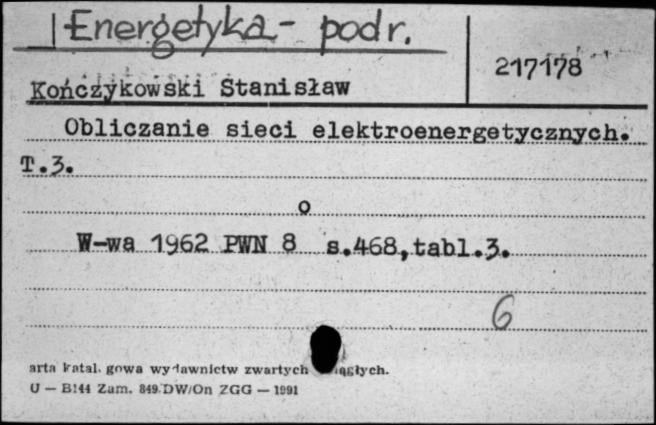 Energetyka - podr.
217178
Kończykowski Stanisław
Obliczanie sieci elektroenergetycznych.
T.3.
o
W-wa 1962 PWN 8 s.468,tabl.3.
6
arta katal. gowa wydawnictw zwartych iągłych.
U — B144 Zam. 849/DW/On ZGG — 1991